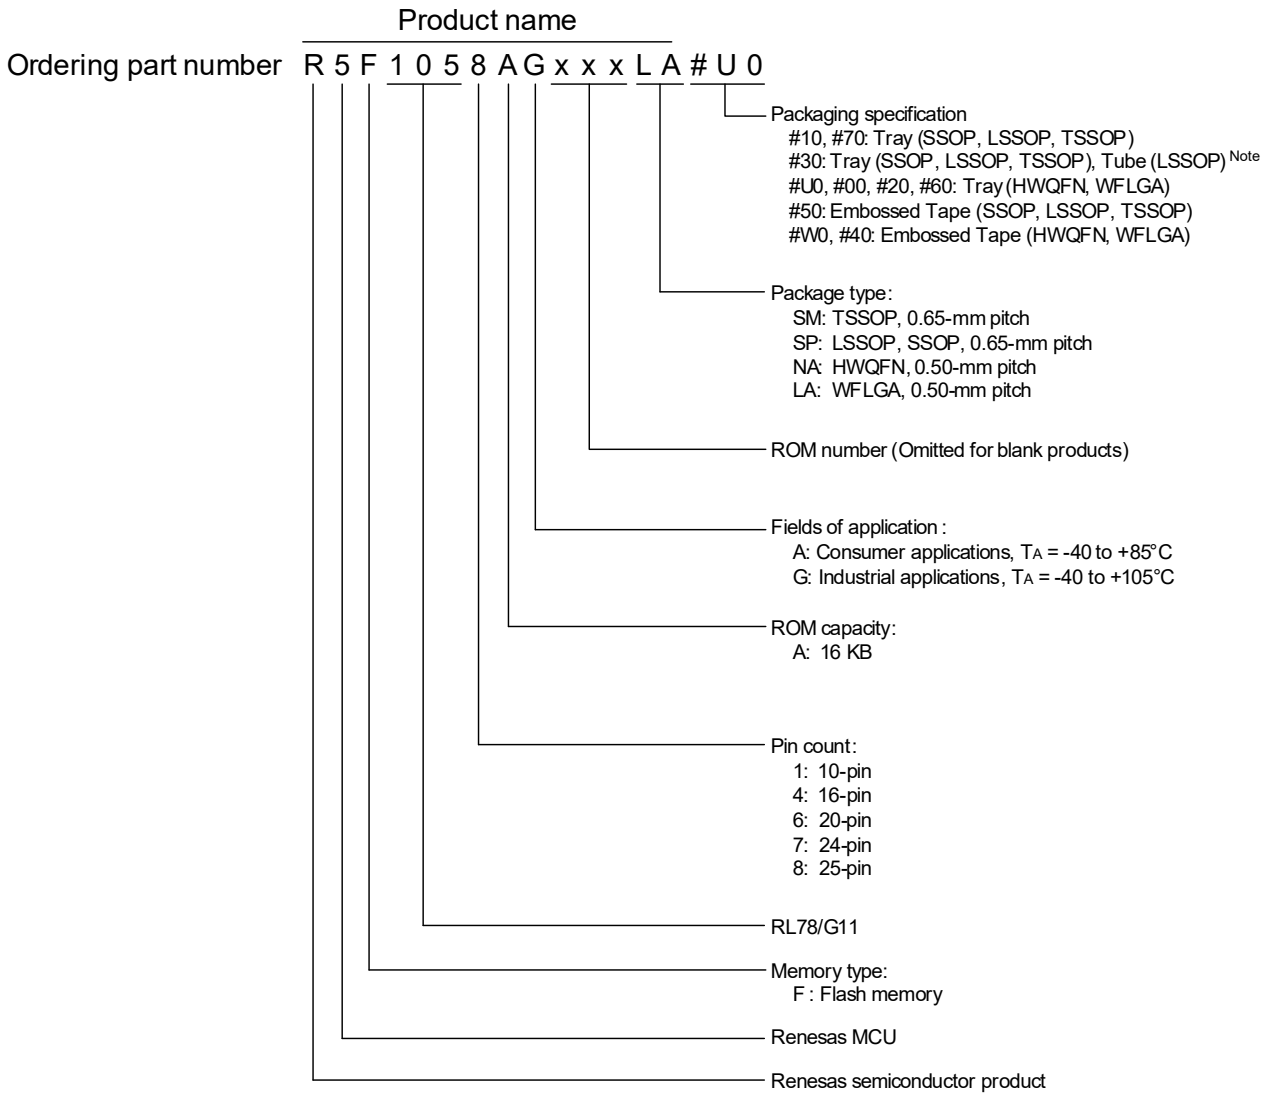 Product name
Ordering part number R 5 F 1 0 5 8 A G x x x L A # U 0
Packaging specification
#10, #70: Tray (SSOP, LSSOP, TSSOP)
#30: Tray (SSOP, LSSOP, TSSOP), Tube (LSSOP) Note
#U0, #00, #20, #60: Tray (HWQFN, WFLGA)
#50: Embossed Tape (SSOP, LSSOP, TSSOP)
#W0, #40: Embossed Tape (HWQFN, WFLGA)
Package type:
SM: TSSOP, 0.65-mm pitch
SP: LSSOP, SSOP, 0.65-mm pitch
NA: HWQFN, 0.50-mm pitch
LA: WFLGA, 0.50-mm pitch
ROM number (Omitted for blank products)
Fields of application :
A: Consumer applications, TA = -40 to +85°C
G: Industrial applications, TA = -40 to +105°C
ROM capacity:
A: 16 KB
Pin count:
1: 10-pin
4: 16-pin
6: 20-pin
7: 24-pin
8: 25-pin
RL78/G11
Memory type:
F : Flash memory
Renesas MCU
Renesas semiconductor product